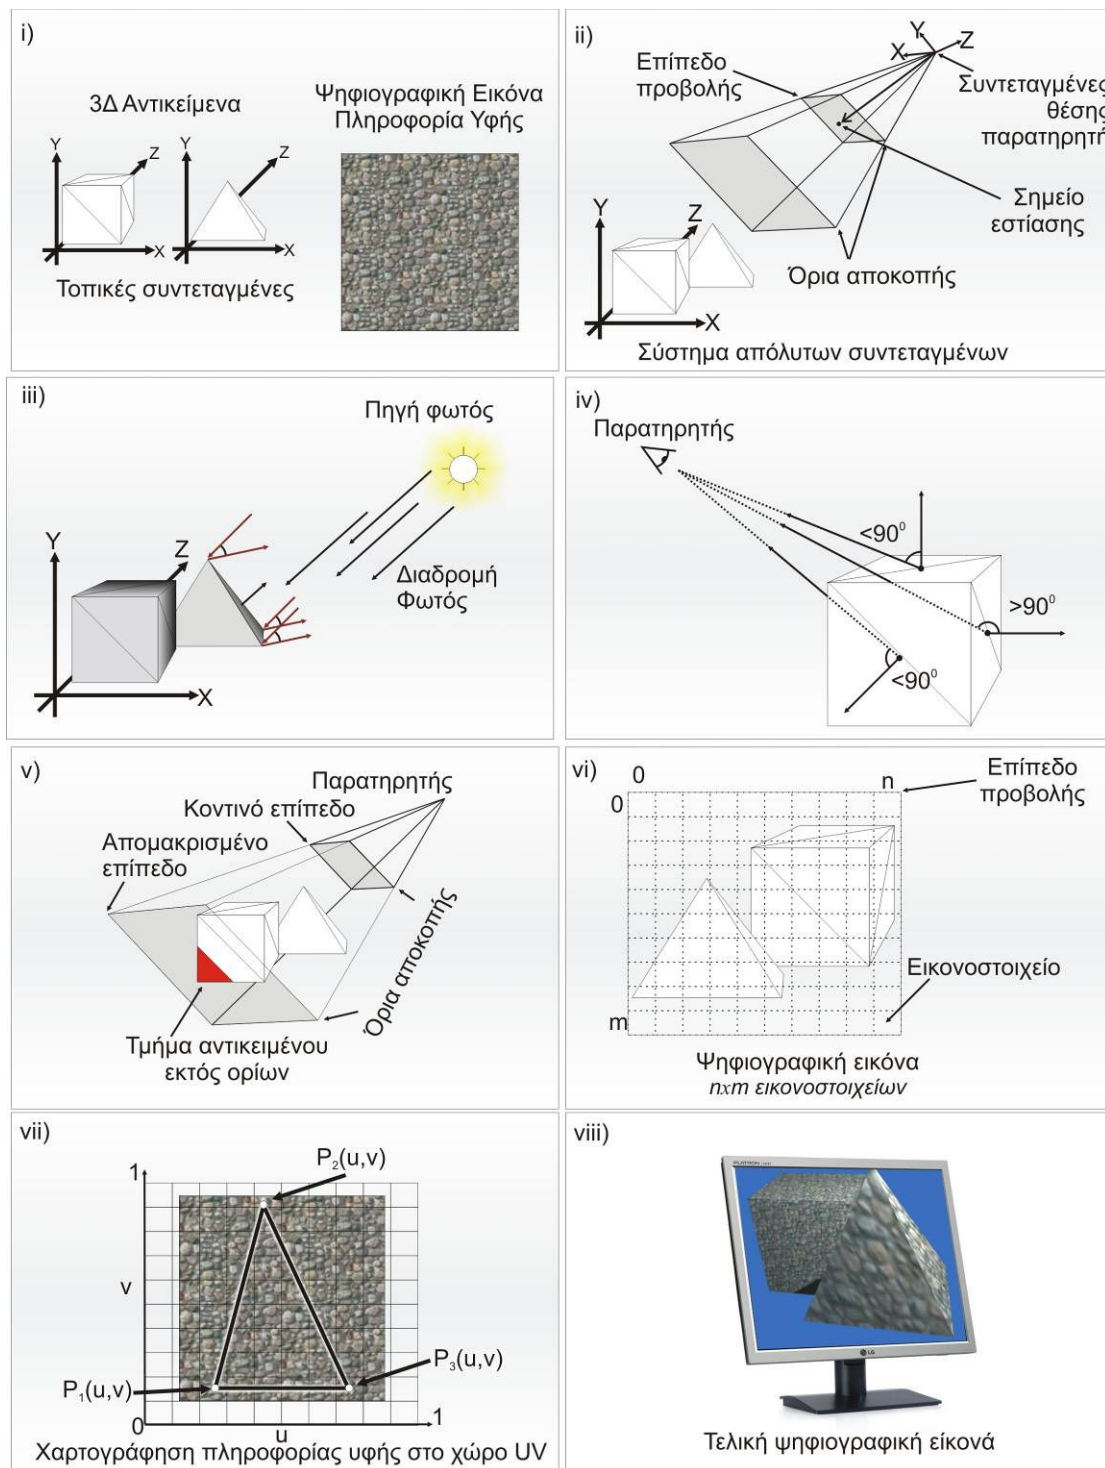 i)
3Δ Αντικείμενα
Ψηφιογραφική Εικόνα
Πληροφορία Υφής
Y
Z
X
Y
Z
X
Τοπικές συντεταγμένες
ii)
Επίπεδο
προβολής
Y
X
Z
Συντεταγμένες
θέσης
παρατηρητή
Σημείο
εστίασης
Όρια αποκοπής
Y
Z
X
Σύστημα απόλυτων συντεταγμένων
iii)
Πηγή φωτός
Διαδρομή
Φωτός
Y
Z
X
iv)
Παρατηρητής
<90⁰
>90⁰
<90⁰
v)
Παρατηρητής
Κοντινό επίπεδο
Απομακρισμένο
επίπεδο
Όρια αποκοπής
Τμήμα αντικειμένου
εκτός ορίων
vi)
0
n
0
m
Επίπεδο
προβολής
Εικονοστοιχείο
Ψηφιογραφική εικόνα
nxm εικονοστοιχείων
vii)
1
P₂(u,v)
v
P₃(u,v)
P₁(u,v)
0
u
1
Χαρτογράφηση πληροφορίας υφής στο χώρο UV
viii)
FLATRON
LG
Τελική ψηφιογραφική είκονά